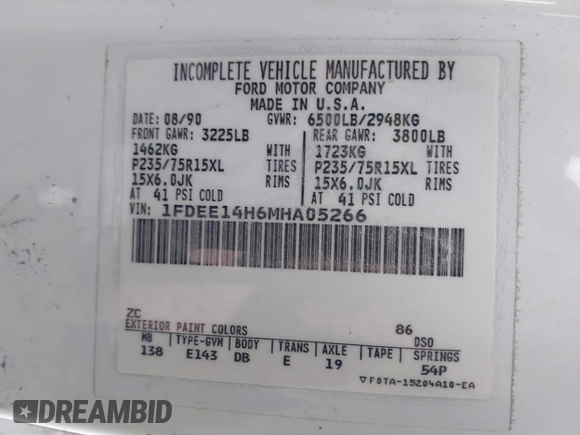 INCOMPLETE VEHICLE MANUFACTURED BY
FORD MOTOR COMPANY
MADE IN U.S.A.
DATE: 08/90 GVWR: 6500LB/2948KG
FRONT GAWR: 3225LB REAR GAWR: 3800LB
1462KG WITH 1723KG WITH
P235/75R15XL TIRES P235/75R15XL TIRES
15X6.0JK RIMS 15X6.0JK RIMS
AT 41 PSI COLD AT 41 PSI COLD
VIN: 1FDEE14H6MHA05266
ZC 86
EXTERIOR PAINT COLORS DSO
WB TYPE-GVW BODY TRANS AXLE TAPE SPRINGS
138 E143 DB E 19 54P
F0TA-15204A10-EA
DREAMBID